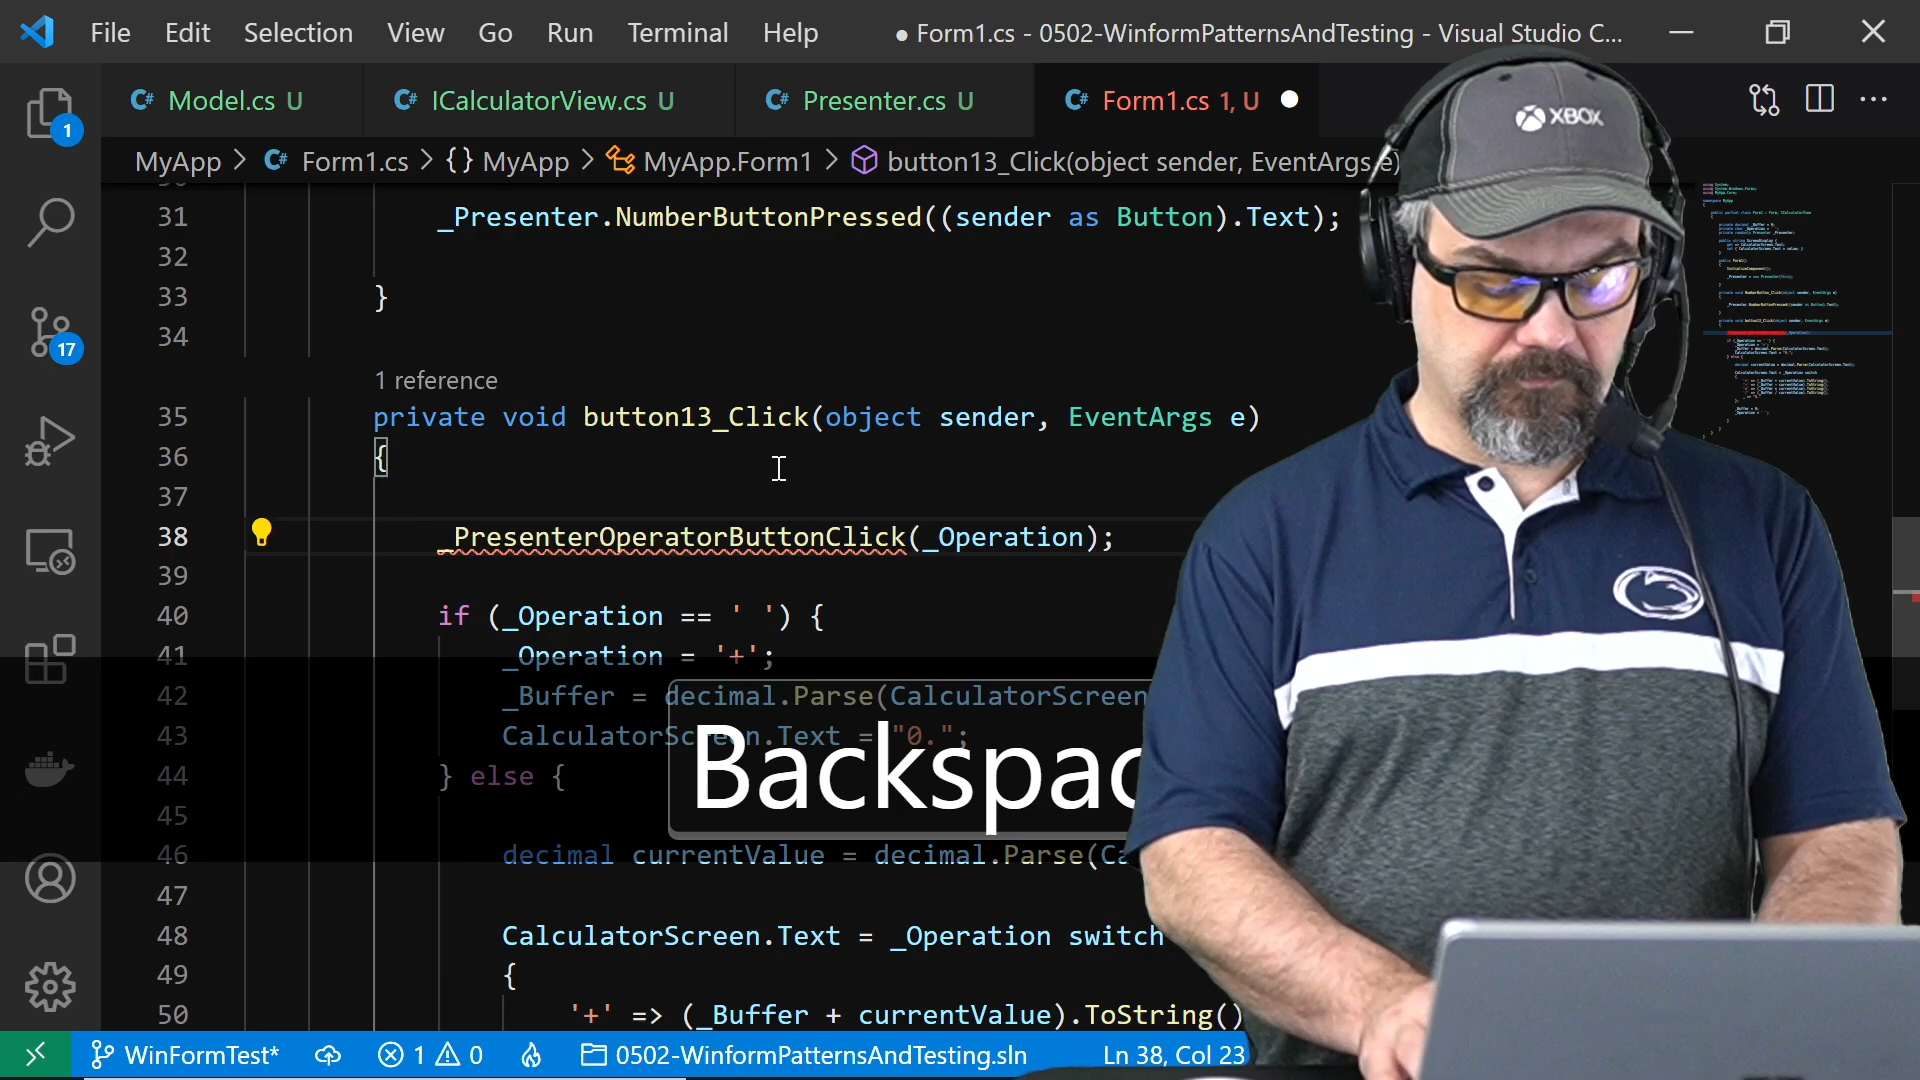 File Edit Selection View Go Run Terminal Help ● Form1.cs - 0502-WinformPatternsAndTesting - Visual Studio C...
Model.cs U ICalculatorView.cs U Presenter.cs U Form1.cs 1, U
MyApp > Form1.cs > {} MyApp > MyApp.Form1 > button13_Click(object sender, EventArgs e)
31 _Presenter.NumberButtonPressed((sender as Button).Text);
32
33 }
34
1 reference
35 private void button13_Click(object sender, EventArgs e)
36 {
37
38 _PresenterOperatorButtonClick(_Operation);
39
40 if (_Operation == ' ') {
41 _Operation = '+';
42 _Buffer = decimal.Parse(CalculatorScreen
43 CalculatorScreen.Text = "0.";
44 } else {
45
46 decimal currentValue = decimal.Parse(Ca
47
48 CalculatorScreen.Text = _Operation switch
49 {
50 '+' => (_Buffer + currentValue).ToString()
Backspac
XBOX
1
17
WinFormTest* 1 0 0502-WinformPatternsAndTesting.sln Ln 38, Col 23